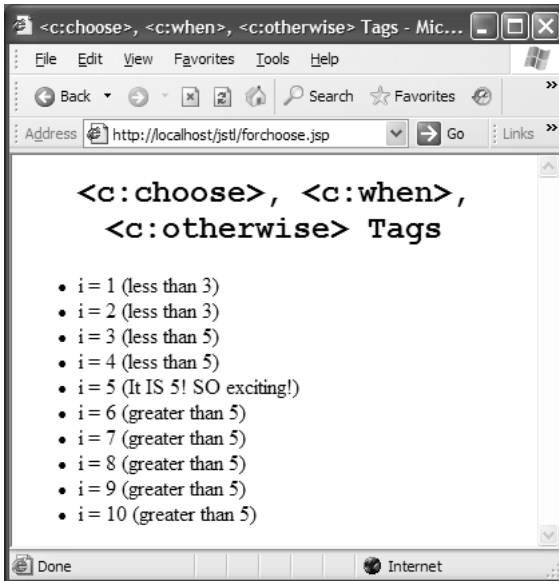 <c:choose>, <c:when>, <c:otherwise> Tags - Mic...
File Edit View Favorites Tools Help
Back Search Favorites »
Address http://localhost/jstl/forchoose.jsp Go Links »
<c:choose>, <c:when>,
<c:otherwise> Tags
• i = 1 (less than 3)
• i = 2 (less than 3)
• i = 3 (less than 5)
• i = 4 (less than 5)
• i = 5 (It IS 5! SO exciting!)
• i = 6 (greater than 5)
• i = 7 (greater than 5)
• i = 8 (greater than 5)
• i = 9 (greater than 5)
• i = 10 (greater than 5)
Done Internet